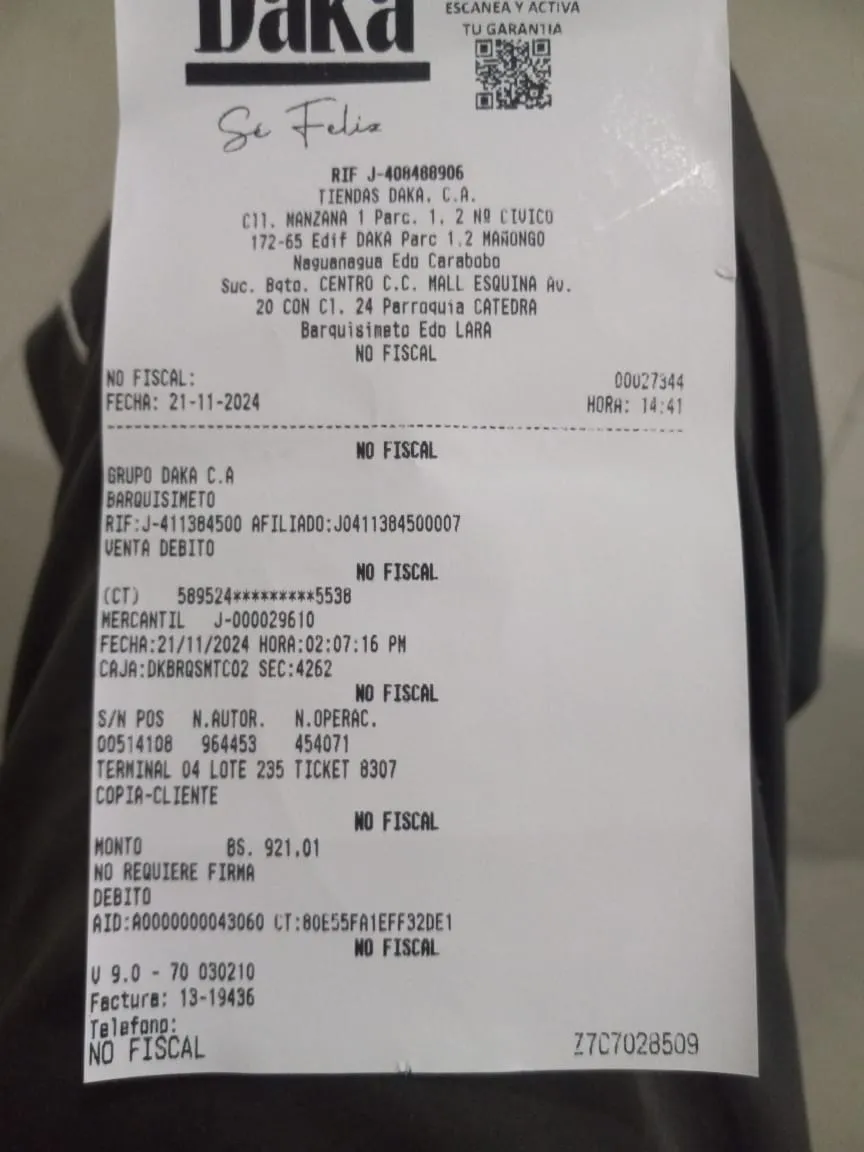 Daka
ESCANEA Y ACTIVA
TU GARANTIA
Sé Feliz
RIF J-408488906
TIENDAS DAKA, C.A.
C11. MANZANA 1 Parc. 1, 2 Nº CIVICO
172-65 Edif DAKA Parc 1,2 MAÑONGO
Naguanagua Edo Carabobo
Suc. Bqto. CENTRO C.C. MALL ESQUINA Av.
20 CON C1. 24 Parroquia CATEDRA
Barquisimeto Edo LARA
NO FISCAL
NO FISCAL: 00027344
FECHA: 21-11-2024 HORA: 14:41
NO FISCAL
GRUPO DAKA C.A
BARQUISIMETO
RIF:J-411384500 AFILIADO:J0411384500007
VENTA DEBITO
NO FISCAL
(CT) 589524*********5538
MERCANTIL J-000029610
FECHA:21/11/2024 HORA:02:07:16 PM
CAJA:DKBRQSMTC02 SEC:4262
NO FISCAL
S/N POS N.AUTOR. N.OPERAC.
00514108 964453 454071
TERMINAL 04 LOTE 235 TICKET 8307
COPIA-CLIENTE
NO FISCAL
MONTO BS. 921,01
NO REQUIERE FIRMA
DEBITO
AID:A0000000043060 CT:80E55FA1EFF32DE1
NO FISCAL
V 9.0 - 70 030210
Factura: 13-19436
Telefono:
NO FISCAL Z7C7028509